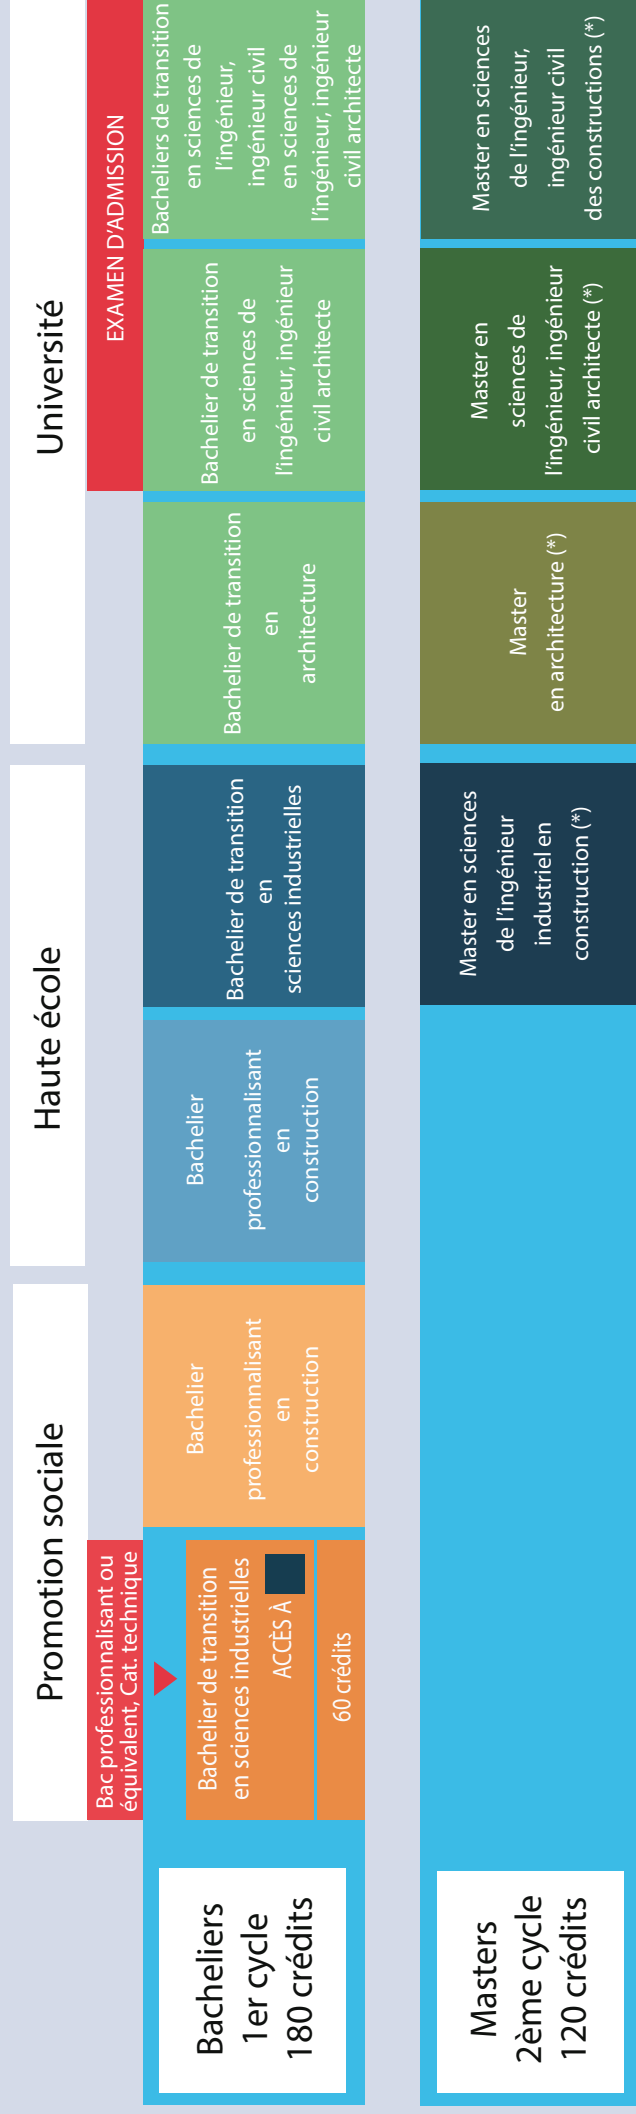 Promotion sociale
Haute école
Université
Bac professionnalisant ou
équivalent, Cat. technique
EXAMEN D'ADMISSION
Bacheliers
1er cycle
180 crédits
Bachelier de transition
en sciences industrielles
ACCÈS À
60 crédits
Bachelier
professionnalisant
en
construction
Bachelier
professionnalisant
en
construction
Bachelier de transition
en
sciences industrielles
Bachelier de transition
en
architecture
Bachelier de transition
en sciences de
l'ingénieur, ingénieur
civil architecte
Bacheliers de transition
en sciences de
l'ingénieur,
ingénieur civil
en sciences de
l'ingénieur, ingénieur
civil architecte
Masters
2ème cycle
120 crédits
Master en sciences
de l'ingénieur
industriel en
construction (*)
Master
en architecture (*)
Master en
sciences de
l'ingénieur, ingénieur
civil architecte (*)
Master en sciences
de l'ingénieur,
ingénieur civil
des constructions (*)